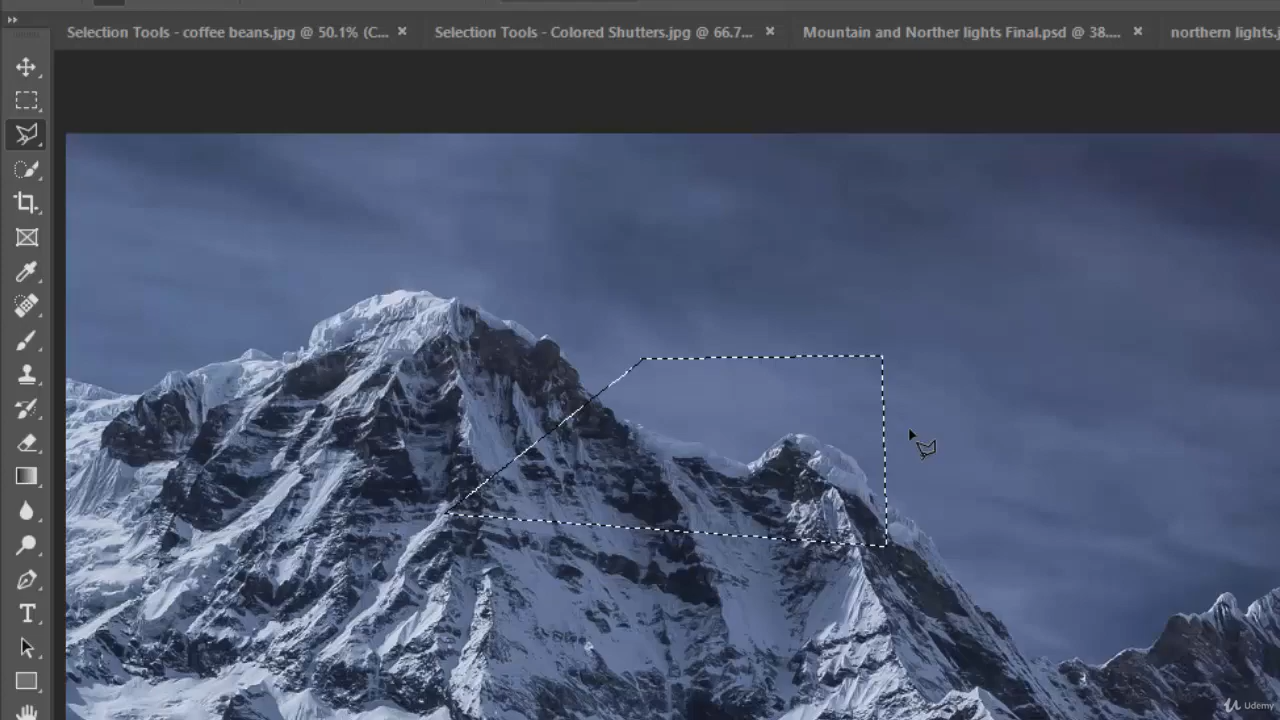 Selection Tools - coffee beans.jpg @ 50.1% (C...
Selection Tools - Colored Shutters.jpg @ 66.7...
Mountain and Norther lights Final.psd @ 38....
northern lights.j
T
Udemy